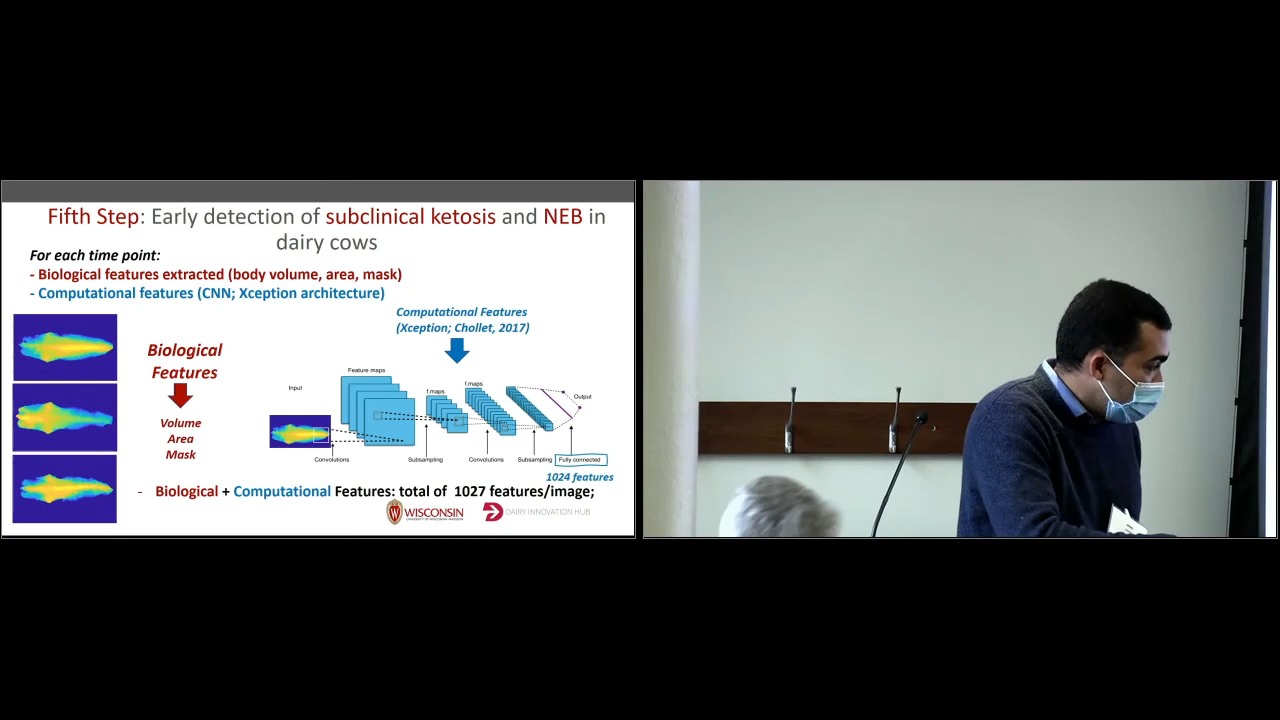 Fifth Step: Early detection of subclinical ketosis and NEB in
dairy cows
For each time point:
- Biological features extracted (body volume, area, mask)
- Computational features (CNN; Xception architecture)
Computational Features
(Xception; Chollet, 2017)
Biological
Features
Volume
Area
Mask
Input
Feature maps
f.maps
f.maps
Output
Convolutions
Subsampling
Convolutions
Subsampling
Fully connected
1024 features
- Biological + Computational Features: total of 1027 features/image;
WISCONSIN
UNIVERSITY OF WISCONSIN-MADISON
DAIRY INNOVATION HUB